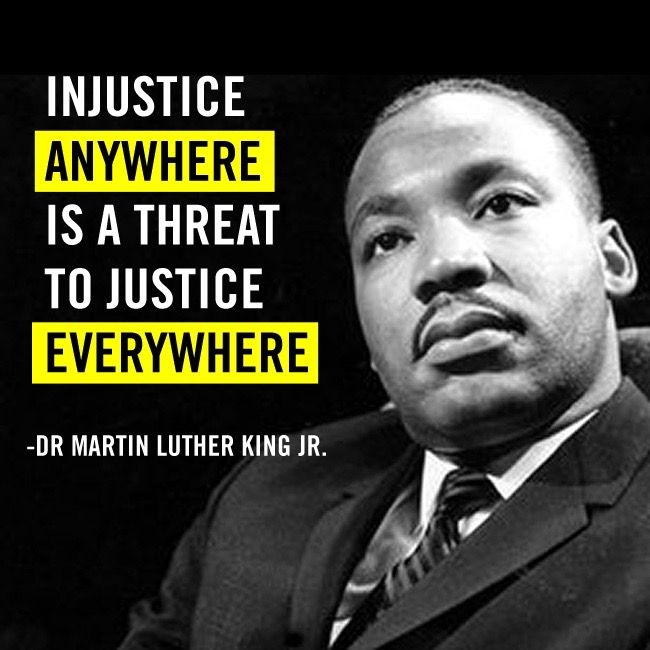 INJUSTICE
ANYWHERE
IS A THREAT
TO JUSTICE
EVERYWHERE
-DR MARTIN LUTHER KING JR.